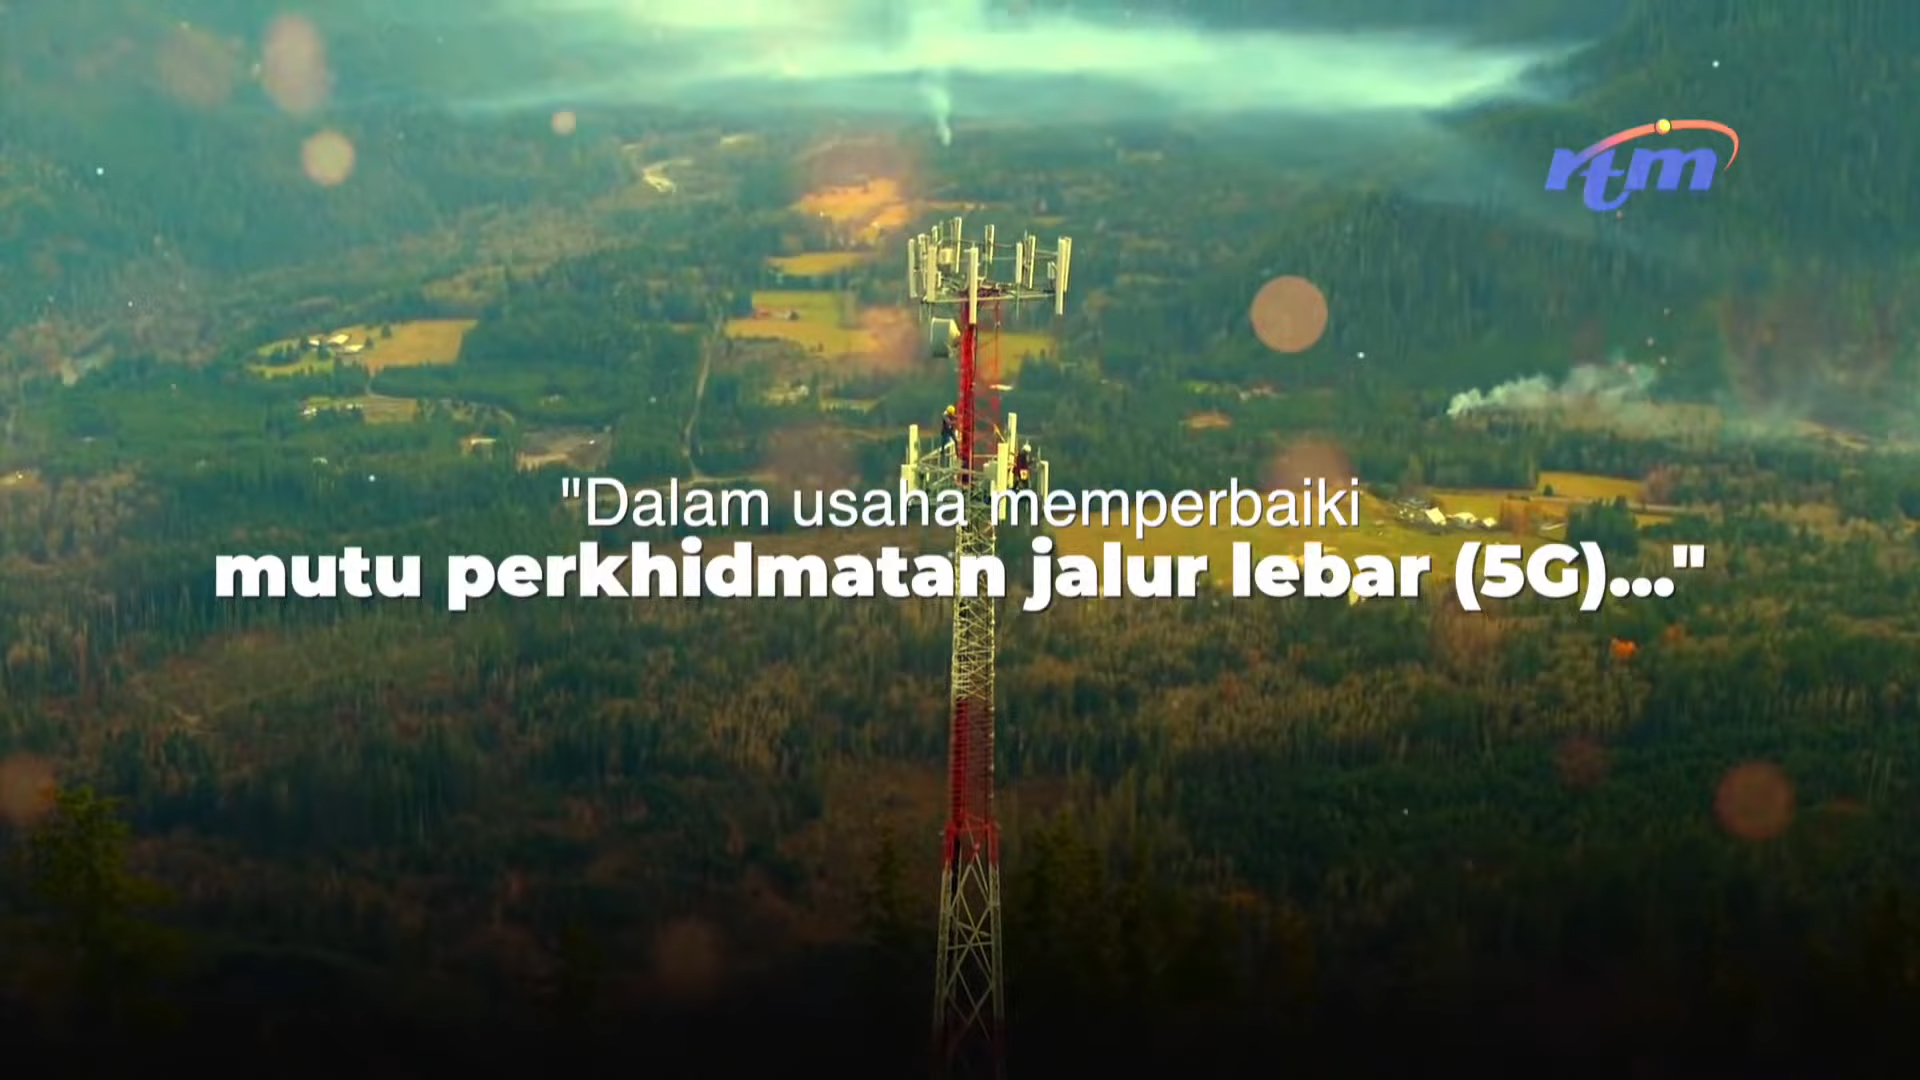 rtm
"Dalam usaha memperbaiki
mutu perkhidmatan jalur lebar (5G)..."